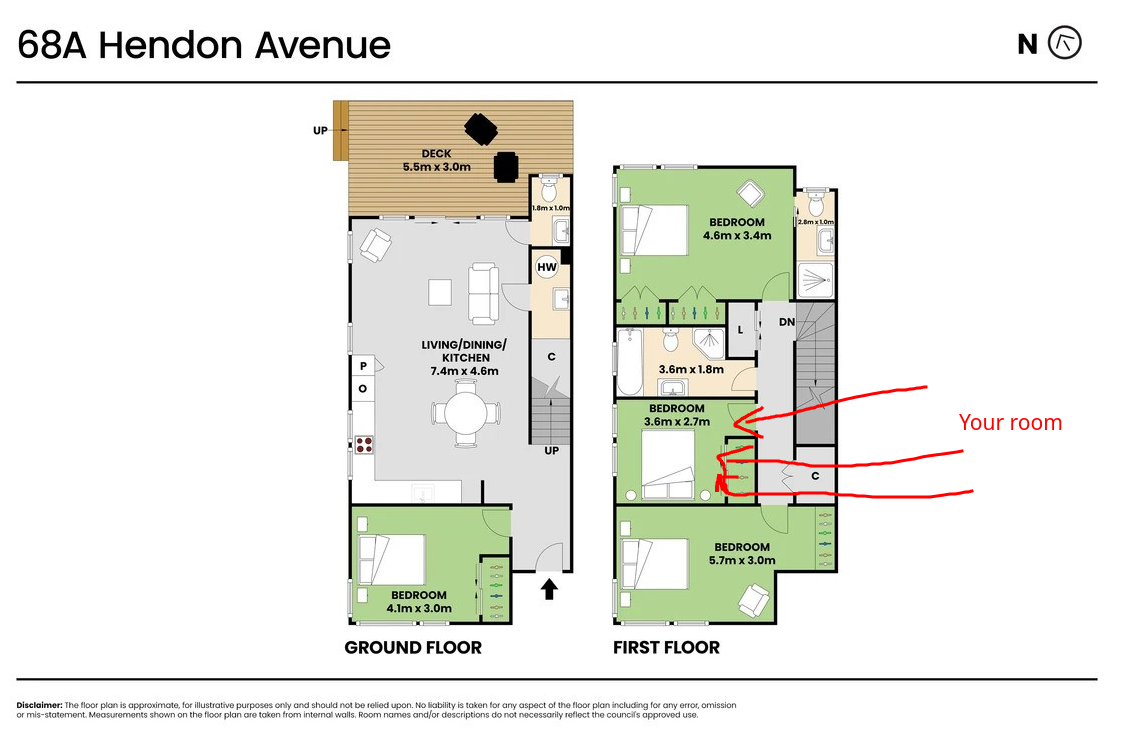 68A Hendon Avenue
N
UP
DECK
5.5m x 3.0m
1.8m x 1.0m
HW
LIVING/DINING/
KITCHEN
7.4m x 4.6m
P
O
C
UP
BEDROOM
4.1m x 3.0m
GROUND FLOOR
BEDROOM
4.6m x 3.4m
2.8m x 1.0m
L
DN
3.6m x 1.8m
BEDROOM
3.6m x 2.7m
Your room
C
BEDROOM
5.7m x 3.0m
FIRST FLOOR
Disclaimer: The floor plan is approximate, for illustrative purposes only and should not be relied upon. No liability is taken for any aspect of the floor plan including for any error, omission
or mis-statement. Measurements shown on the floor plan are taken from internal walls. Room names and/or descriptions do not necessarily reflect the council's approved use.